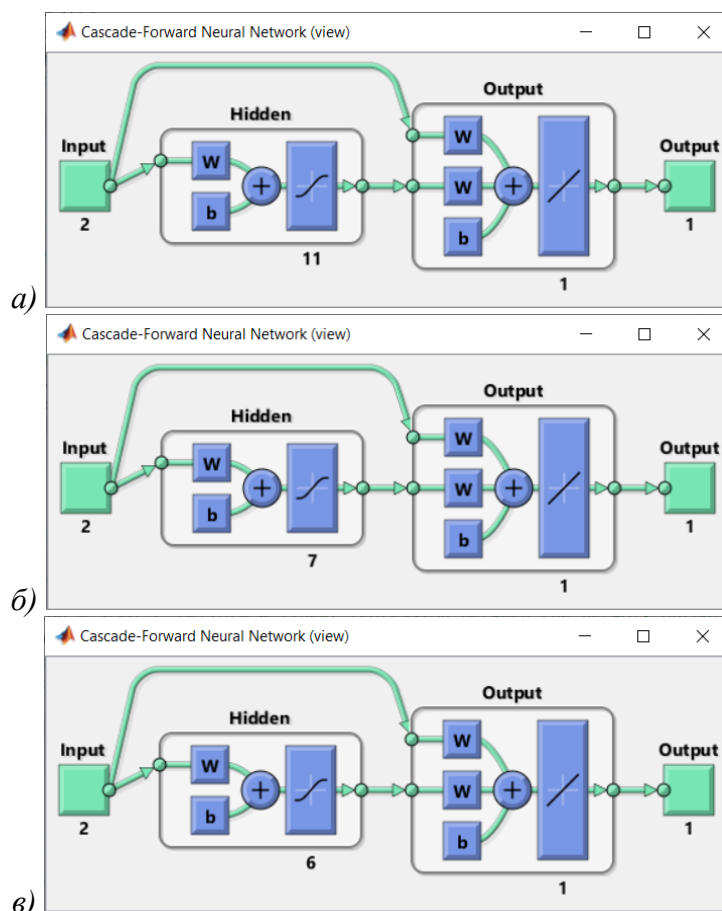 Cascade-Forward Neural Network (view)
Output
Hidden
Input
W
W
W
b
b
2
11
1
1
Output
а)
Cascade-Forward Neural Network (view)
Output
Hidden
Input
W
W
W
b
b
2
7
1
1
Output
б)
Cascade-Forward Neural Network (view)
Output
Hidden
Input
W
W
W
b
b
2
6
1
1
Output
в)